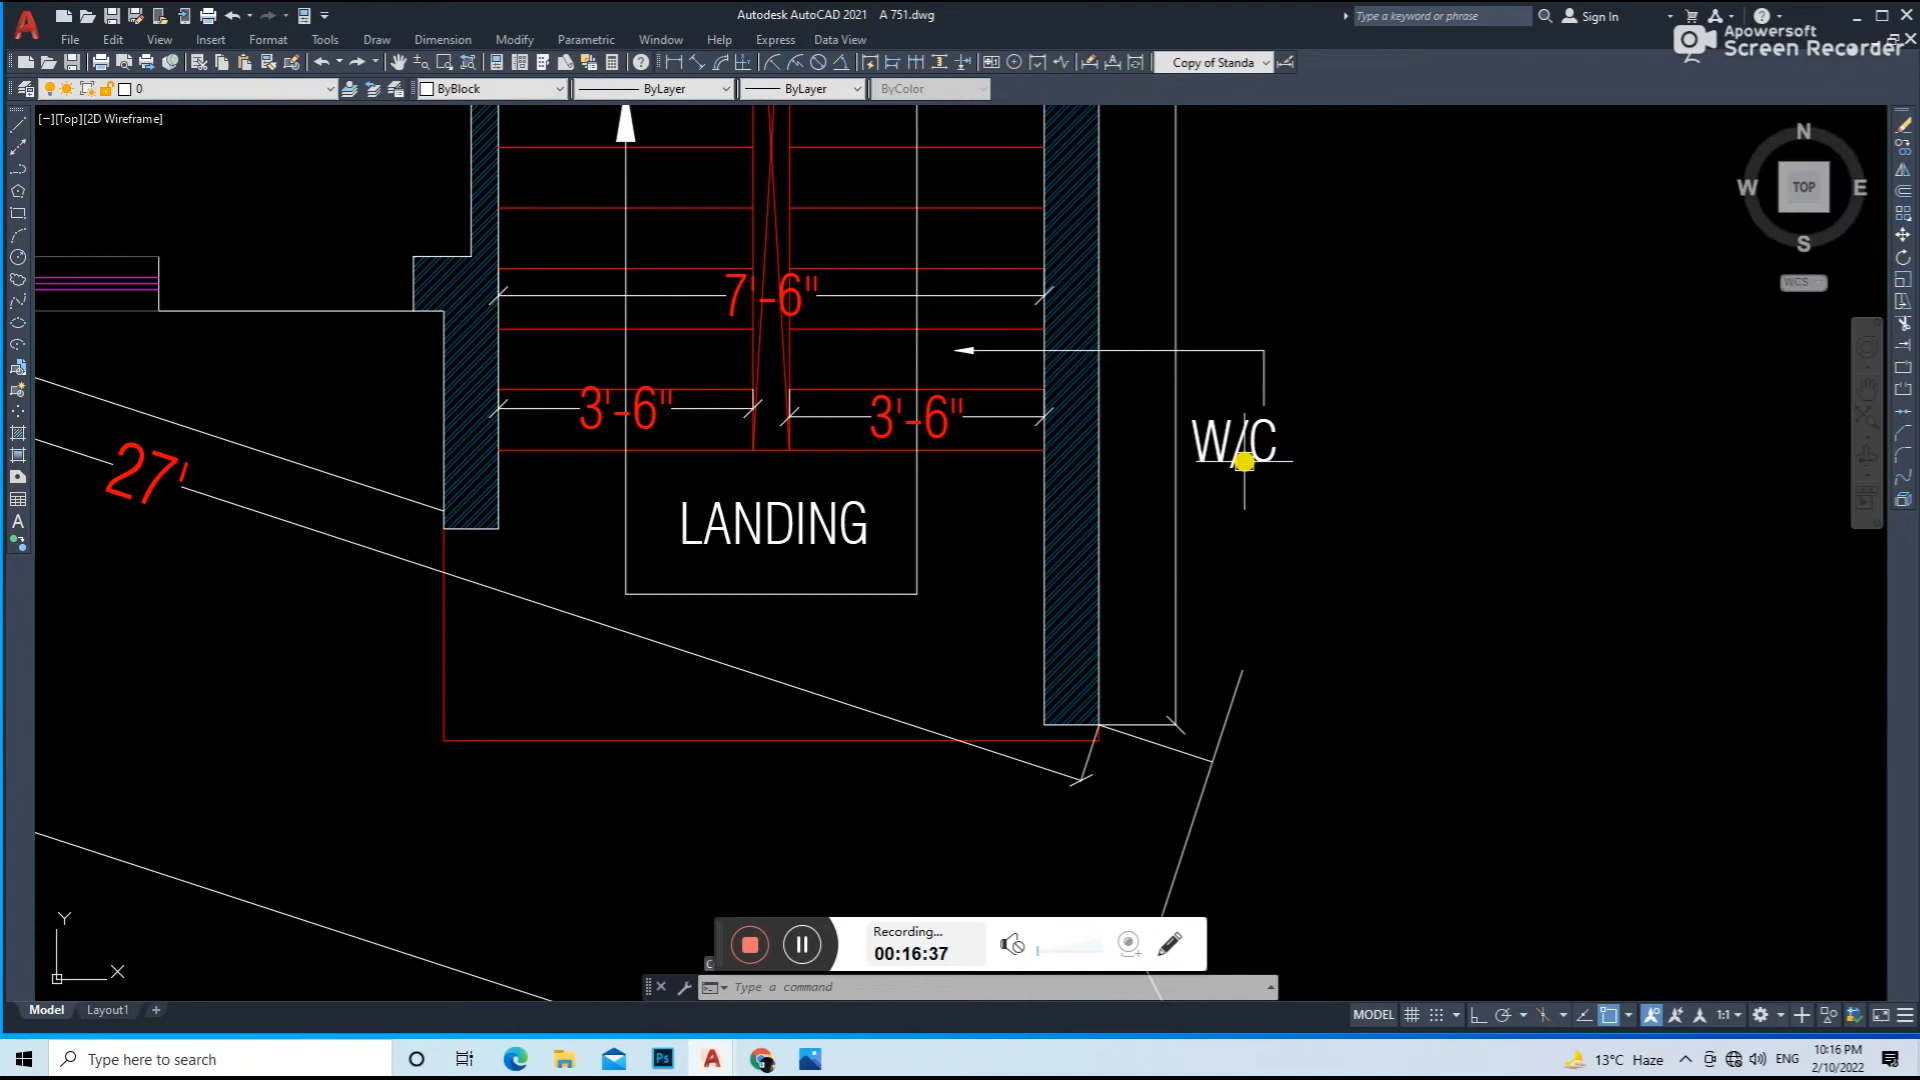 Autodesk AutoCAD 2021 A 751.dwg
Type a keyword or phrase
Sign In
File Edit View Insert Format Tools Draw Dimension Modify Parametric Window Help Express Data View
Apowersoft
Screen Recorder
Copy of Standa
0
ByBlock
ByLayer
ByLayer
ByColor
[−][Top][2D Wireframe]
N
W TOP E
S
WCS
7'-6"
3'-6" 3'-6"
W/C
27'
LANDING
Y
X
Recording...
00:16:37
Type a command
Model Layout1 +
MODEL
1:1
Type here to search
Ps
13°C Haze
ENG
10:16 PM
2/10/2022